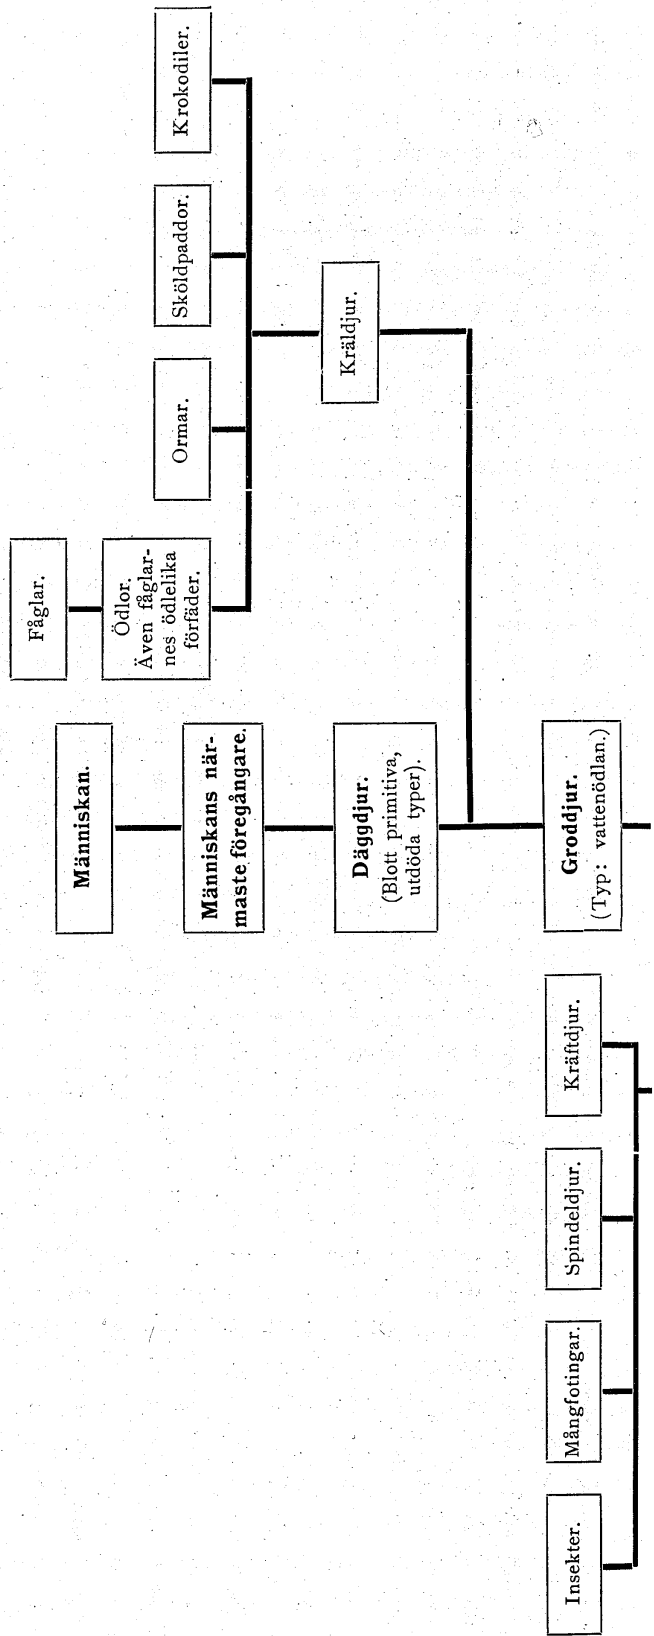 Fåglar.
Människan.
Ödlor.
Även fåglar-
nes ödlelika
förfäder.
Ormar.
Sköldpaddor.
Krokodiler.
Människans när-
maste föregångare.
Däggdjur.
(Blott primitiva,
utdöda typer).
Kräldjur.
Insekter.
Mångfotingar.
Spindeldjur.
Kräftdjur.
Groddjur.
(Typ: vattenödlan.)